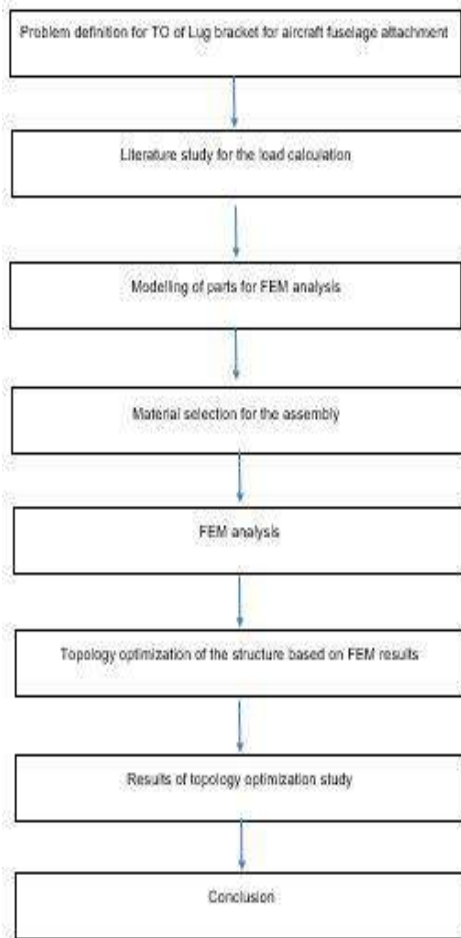 Problem definition for TO of Lug bracket for aircraft fuselage attachment
Literature study for the load calculation
Modelling of parts for FEM analysis
Material selection for the assembly
FEM analysis
Topology optimization of the structure based on FEM results
Results of topology optimization study
Conclusion